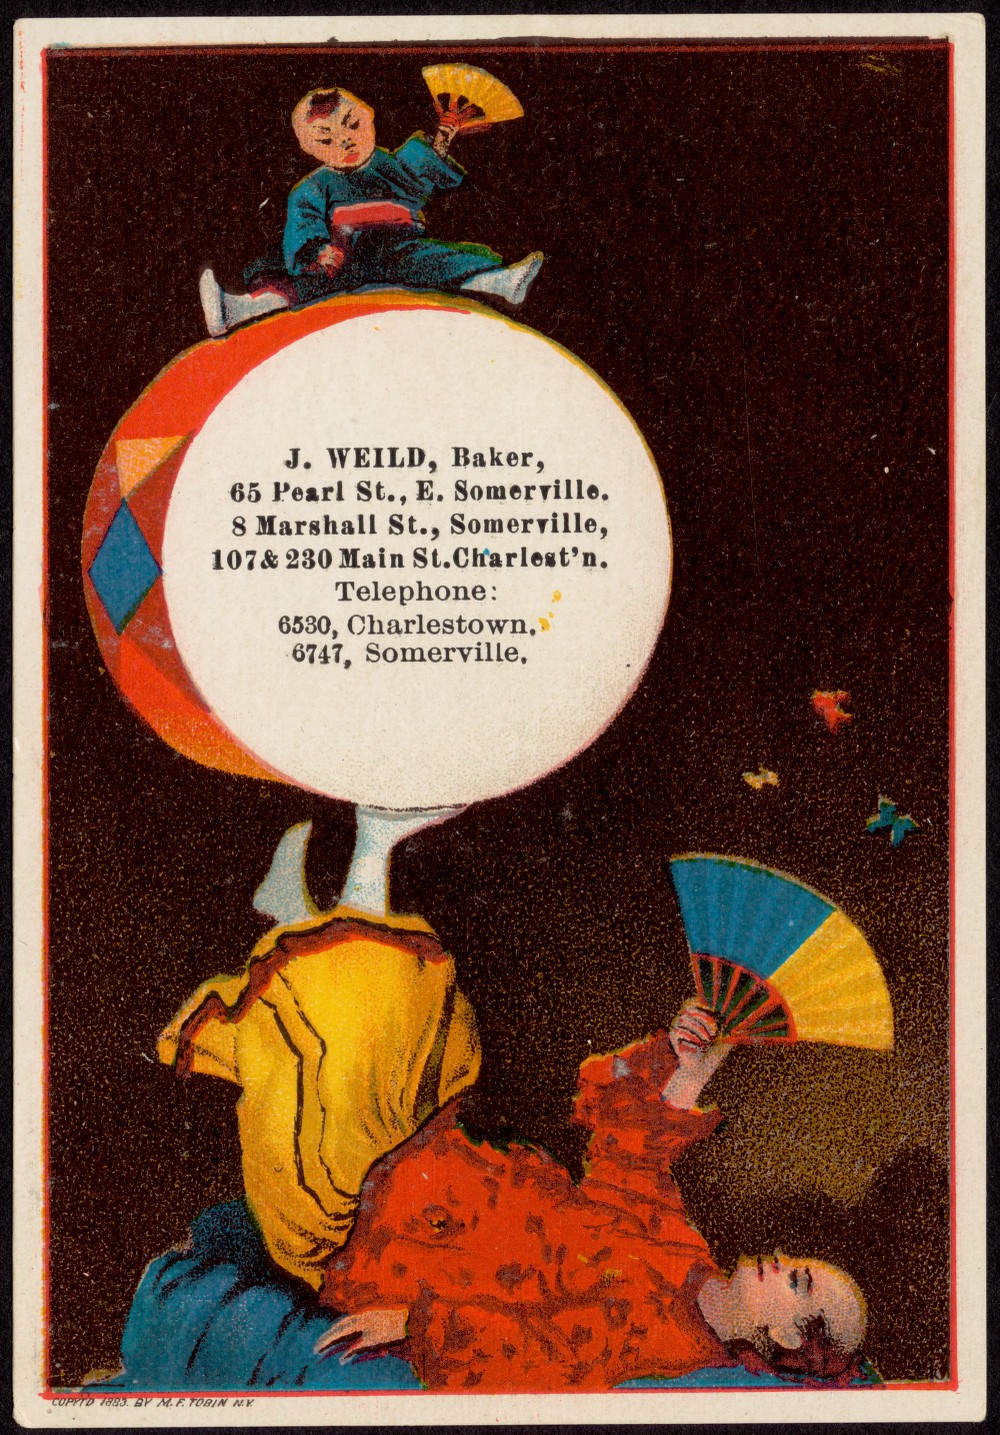 J. WEILD, Baker,
65 Pearl St., E. Somerville.
8 Marshall St., Somerville,
107 & 230 Main St. Charlest'n.
Telephone:
6530, Charlestown.
6747, Somerville.
COPYT'D 1883. BY M. F. TOBIN N.Y.